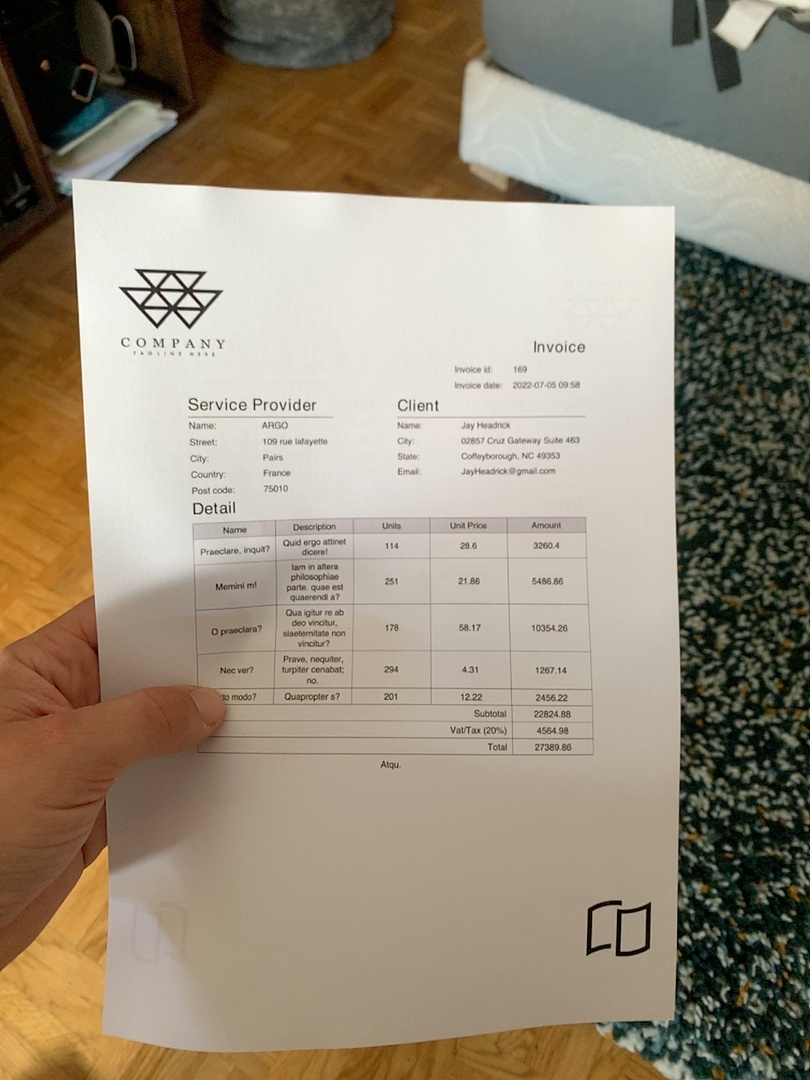 COMPANY
TAGLINE HERE
Invoice
Invoice id: 169
Invoice date: 2022-07-05 09:58
Service Provider
Name: ARGO
Street: 109 rue lafayette
City: Pairs
Country: France
Post code: 75010
Client
Name: Jay Headrick
City: 02857 Cruz Gateway Suite 463
State: Coffeyborough, NC 49353
Email: JayHeadrick@gmail.com
Detail
Name Description Units Unit Price Amount
Praeclare, inquit? Quid ergo attinet 114 28.6 3260.4
dicere!
Memini m! Iam in altera 251 21.86 5486.86
philosophiae
parte. quae est
quaerendi a?
O praeclara? Qua igitur re ab 178 58.17 10354.26
deo vincitur,
siaeternitate non
vincitur?
Nec ver? Prave, nequiter, 294 4.31 1267.14
turpiter cenabat;
no.
modo? Quapropter s? 201 12.22 2456.22
Subtotal 22824.88
Vat/Tax (20%) 4564.98
Total 27389.86
Atqu.